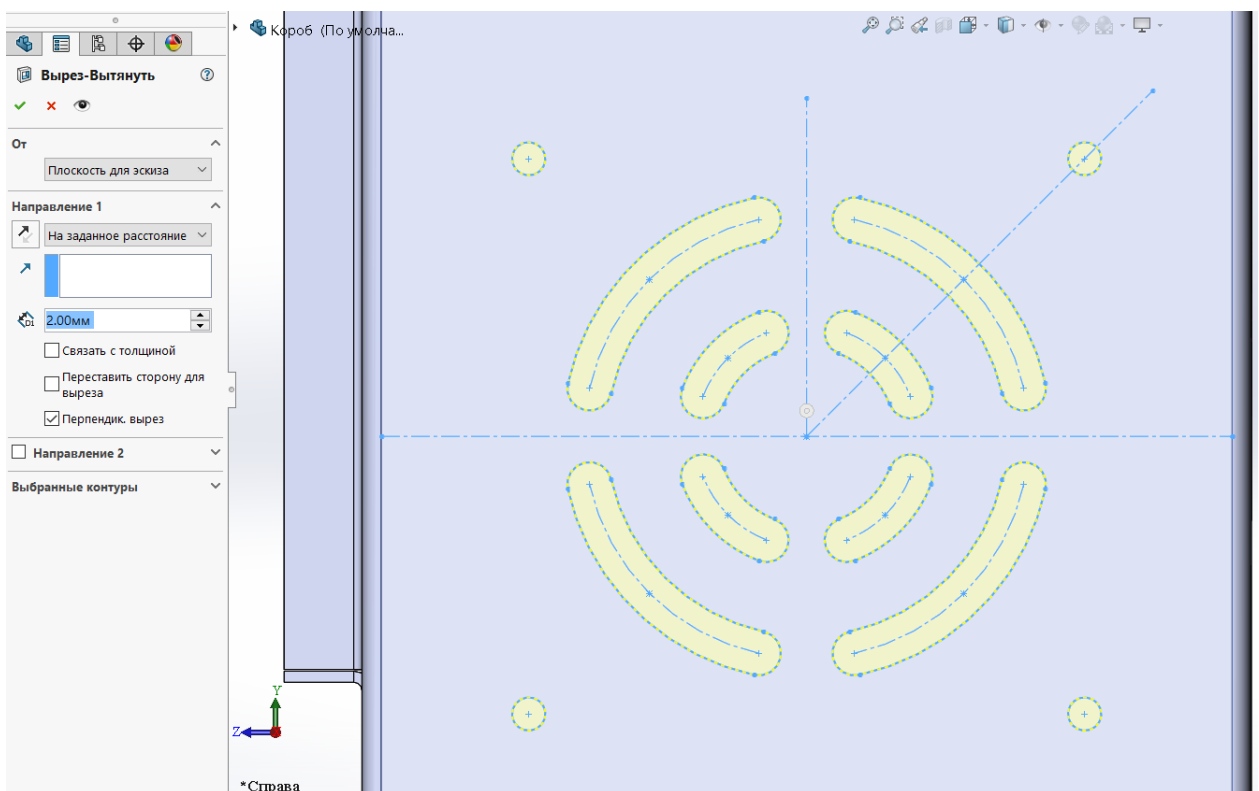 Короб (По умолча...
Вырез-Вытянуть
От
Плоскость для эскиза
Направление 1
На заданное расстояние
D1
2.00мм
Связать с толщиной
Переставить сторону для
выреза
Перпендик. вырез
Направление 2
Выбранные контуры
Y
Z
*Справа